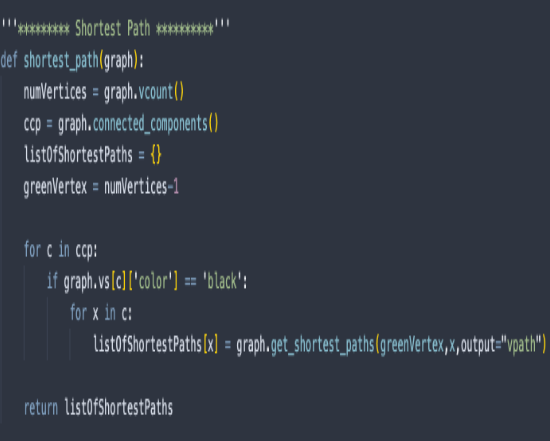 '''********* Shortest Path **********'''
def shortest_path(graph):
    numVertices = graph.vcount()
    ccp = graph.connected_components()
    listOfShortestPaths = {}
    greenVertex = numVertices-1
    for c in ccp:
        if graph.vs[c]['color'] == 'black':
            for x in c:
                listOfShortestPaths[x] = graph.get_shortest_paths(greenVertex,x,output="vpath")
    return listOfShortestPaths